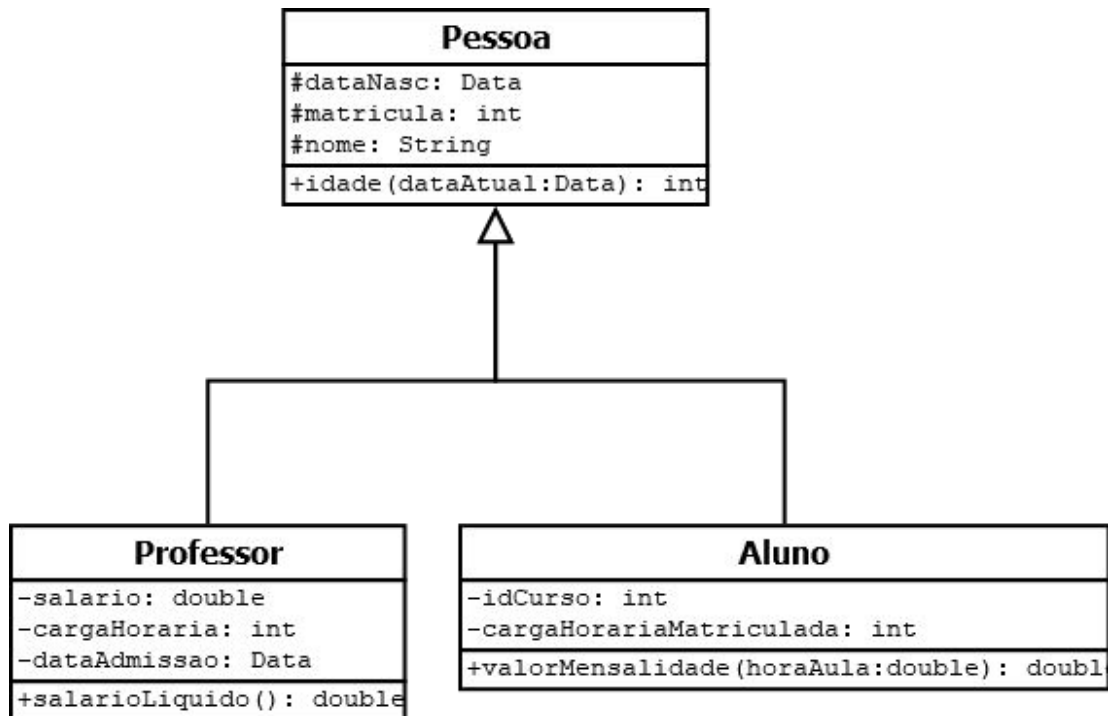 Pessoa
#dataNasc: Data
#matricula: int
#nome: String
+idade(dataAtual:Data): int
Professor
-salario: double
-cargaHoraria: int
-dataAdmissao: Data
+salarioLiquido(): double
Aluno
-idCurso: int
-cargaHorariaMatriculada: int
+valorMensalidade(horaAula:double): doubl